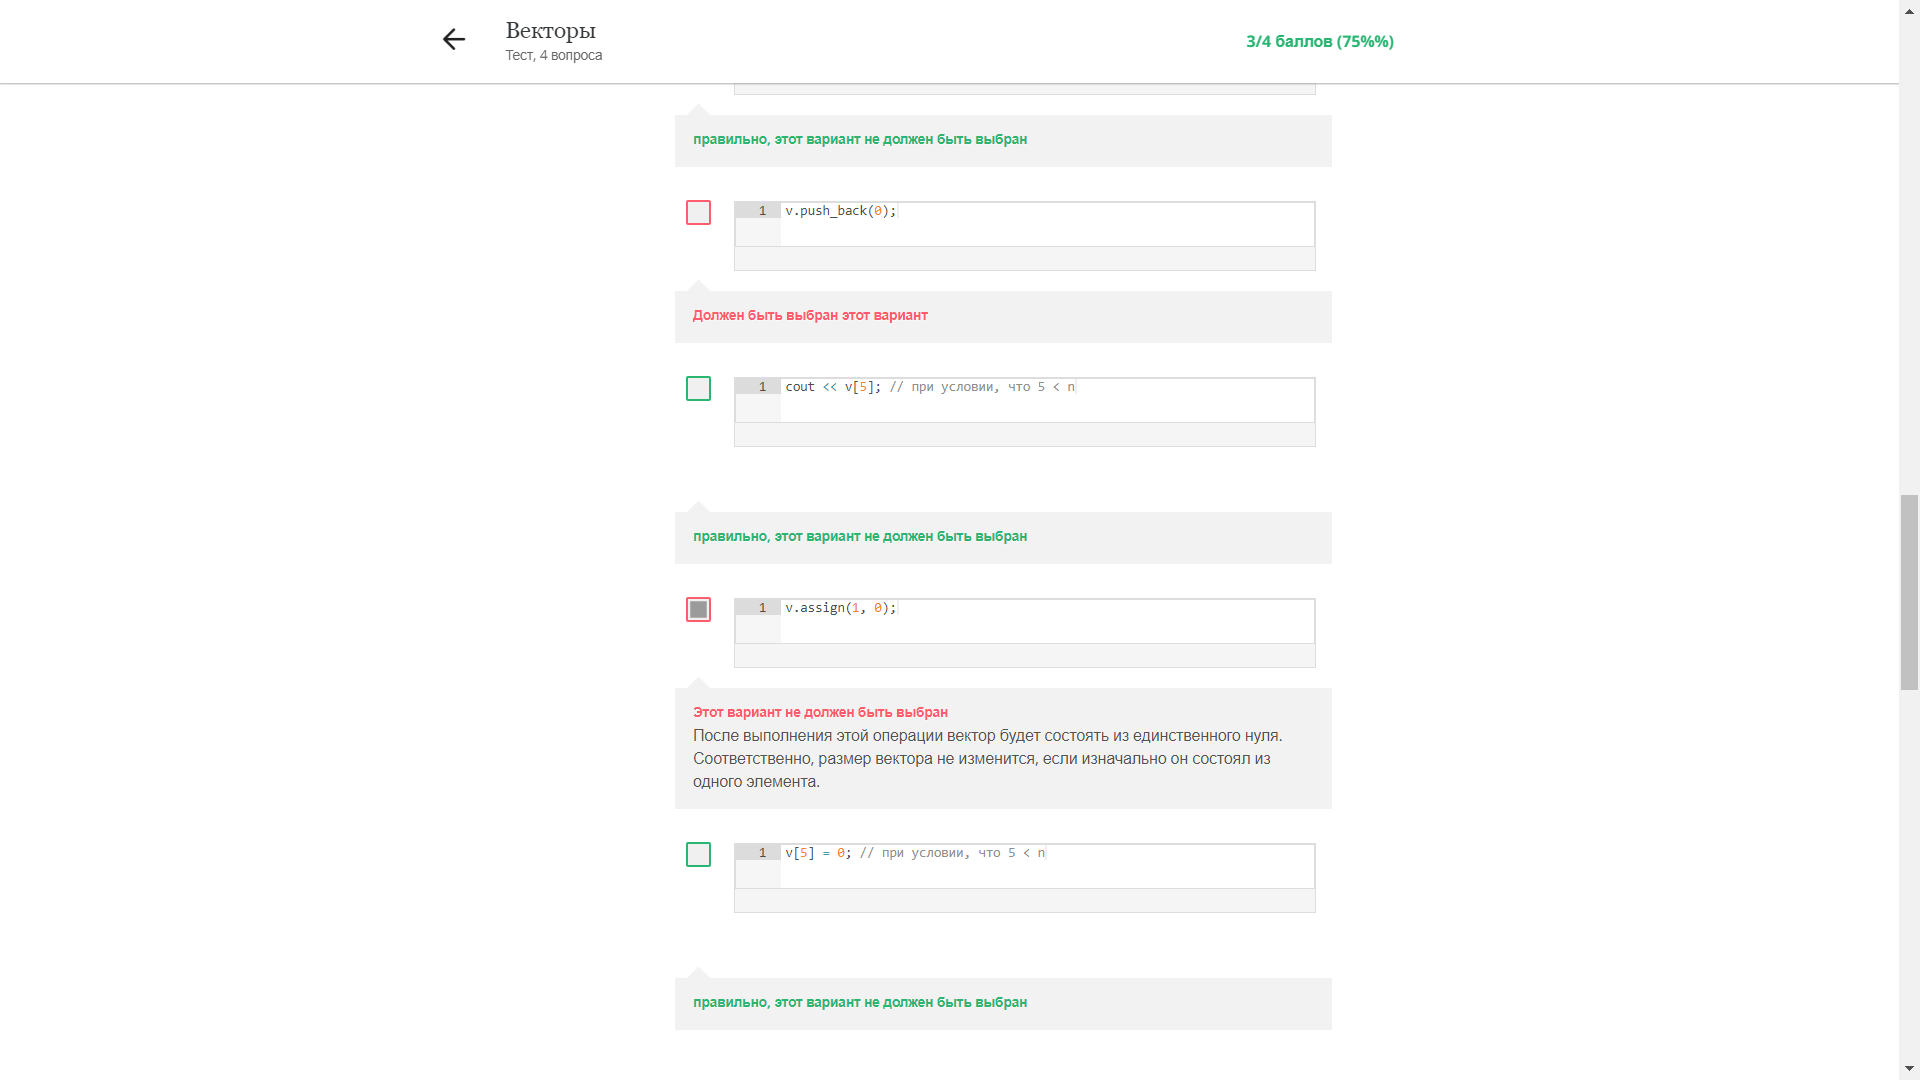 Векторы
Тест, 4 вопроса
3/4 баллов (75%%)
правильно, этот вариант не должен быть выбран
1 v.push_back(0);
Должен быть выбран этот вариант
1 cout << v[5]; // при условии, что 5 < n
правильно, этот вариант не должен быть выбран
1 v.assign(1, 0);
Этот вариант не должен быть выбран
После выполнения этой операции вектор будет состоять из единственного нуля.
Соответственно, размер вектора не изменится, если изначально он состоял из
одного элемента.
1 v[5] = 0; // при условии, что 5 < n
правильно, этот вариант не должен быть выбран